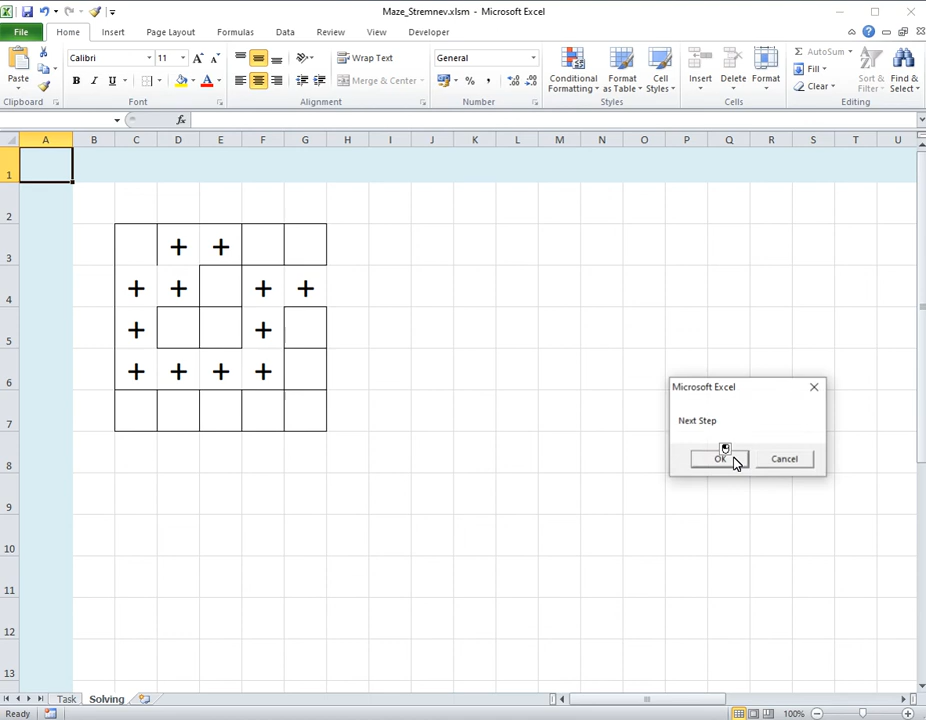 Maze_Stremnev.xlsm - Microsoft Excel
File Home Insert Page Layout Formulas Data Review View Developer
Paste
Calibri 11 A A
B I U A
Wrap Text
Merge & Center
General
% ,
Conditional Formatting
Format as Table
Cell Styles
Insert
Delete
Format
Σ AutoSum
Fill
Clear
Sort & Filter
Find & Select
Clipboard Font Alignment Number Styles Cells Editing
fx
A B C D E F G H I J K L M N O P Q R S T U
1
2
3 + +
4 + + + +
5 + +
6 + + + +
7
8
9
10
11
12
13
Microsoft Excel
Next Step
OK Cancel
Task Solving
Ready 100%